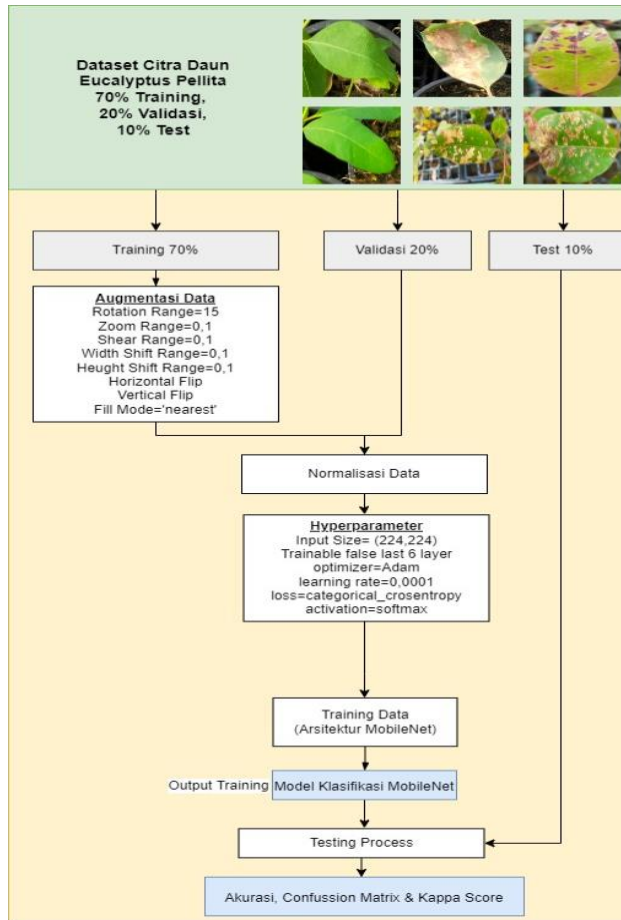 Dataset Citra Daun
Eucalyptus Pellita
70% Training,
20% Validasi,
10% Test
Training 70%
Validasi 20%
Test 10%
Augmentasi Data
Rotation Range=15
Zoom Range=0,1
Shear Range=0,1
Width Shift Range=0,1
Heught Shift Range=0,1
Horizontal Flip
Vertical Flip
Fill Mode='nearest'
Normalisasi Data
Hyperparameter
Input Size= (224,224)
Trainable false last 6 layer
optimizer=Adam
learning rate=0,0001
loss=categorical_crosentropy
activation=softmax
Training Data
(Arsitektur MobileNet)
Output Training
Model Klasifikasi MobileNet
Testing Process
Akurasi, Confussion Matrix & Kappa Score